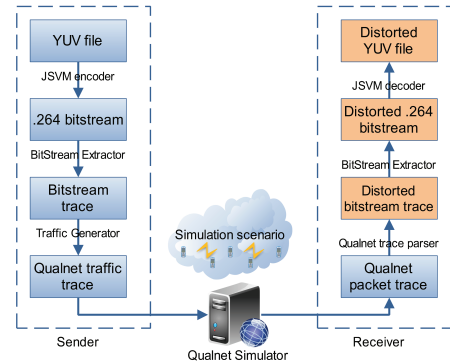 YUV file
JSVM encoder
.264 bitstream
BitStream Extractor
Bitstream
trace
Traffic Generator
Qualnet traffic
trace
Sender
Simulation scenario
Qualnet Simulator
Distorted
YUV file
JSVM decoder
Distorted .264
bitstream
BitStream Extractor
Distorted
bitstream trace
Qualnet trace parser
Qualnet
packet trace
Receiver